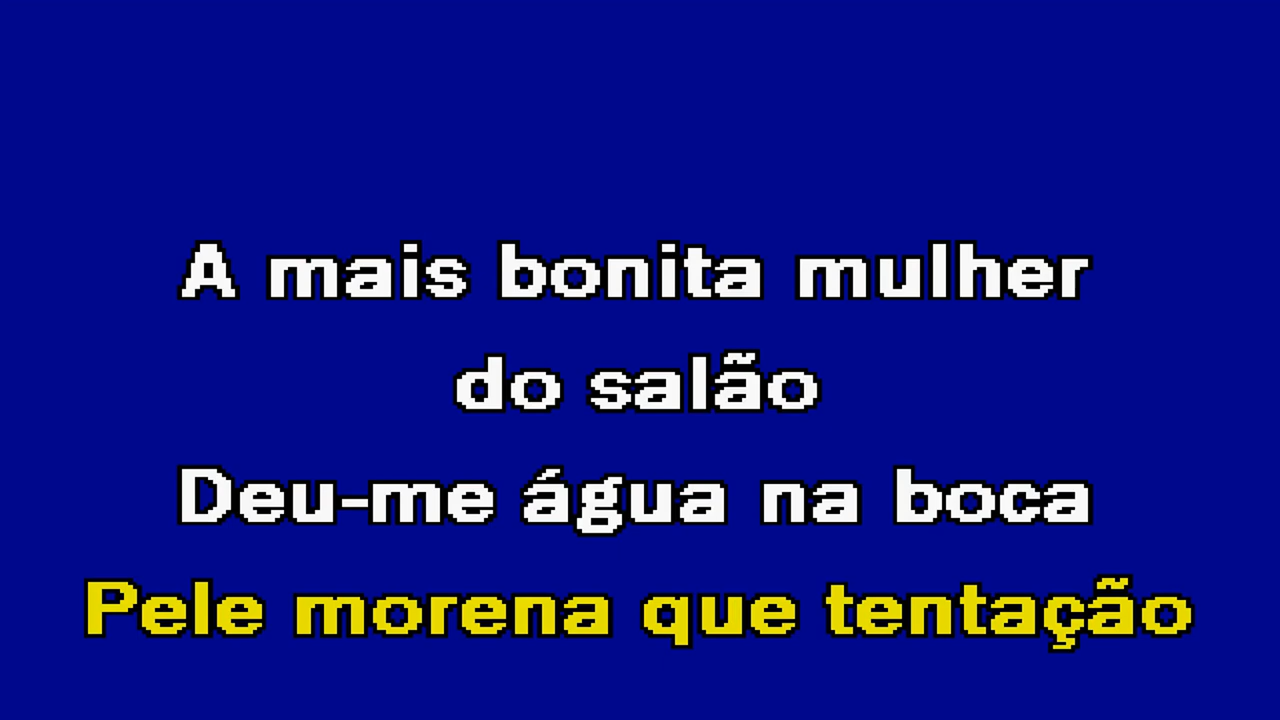 A mais bonita mulher
do salão
Deu-me água na boca
Pele morena que tentação